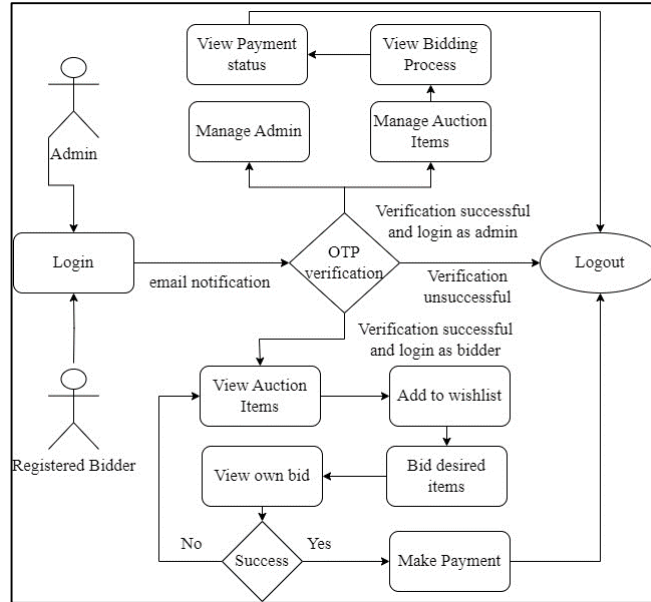 View Payment
status
View Bidding
Process
Manage Admin
Manage Auction
Items
Admin
Verification successful
and login as admin
Login
email notification
OTP
verification
Verification
unsuccessful
Logout
Verification successful
and login as bidder
View Auction
Items
Add to wishlist
Registered Bidder
View own bid
Bid desired
items
No
Success
Yes
Make Payment